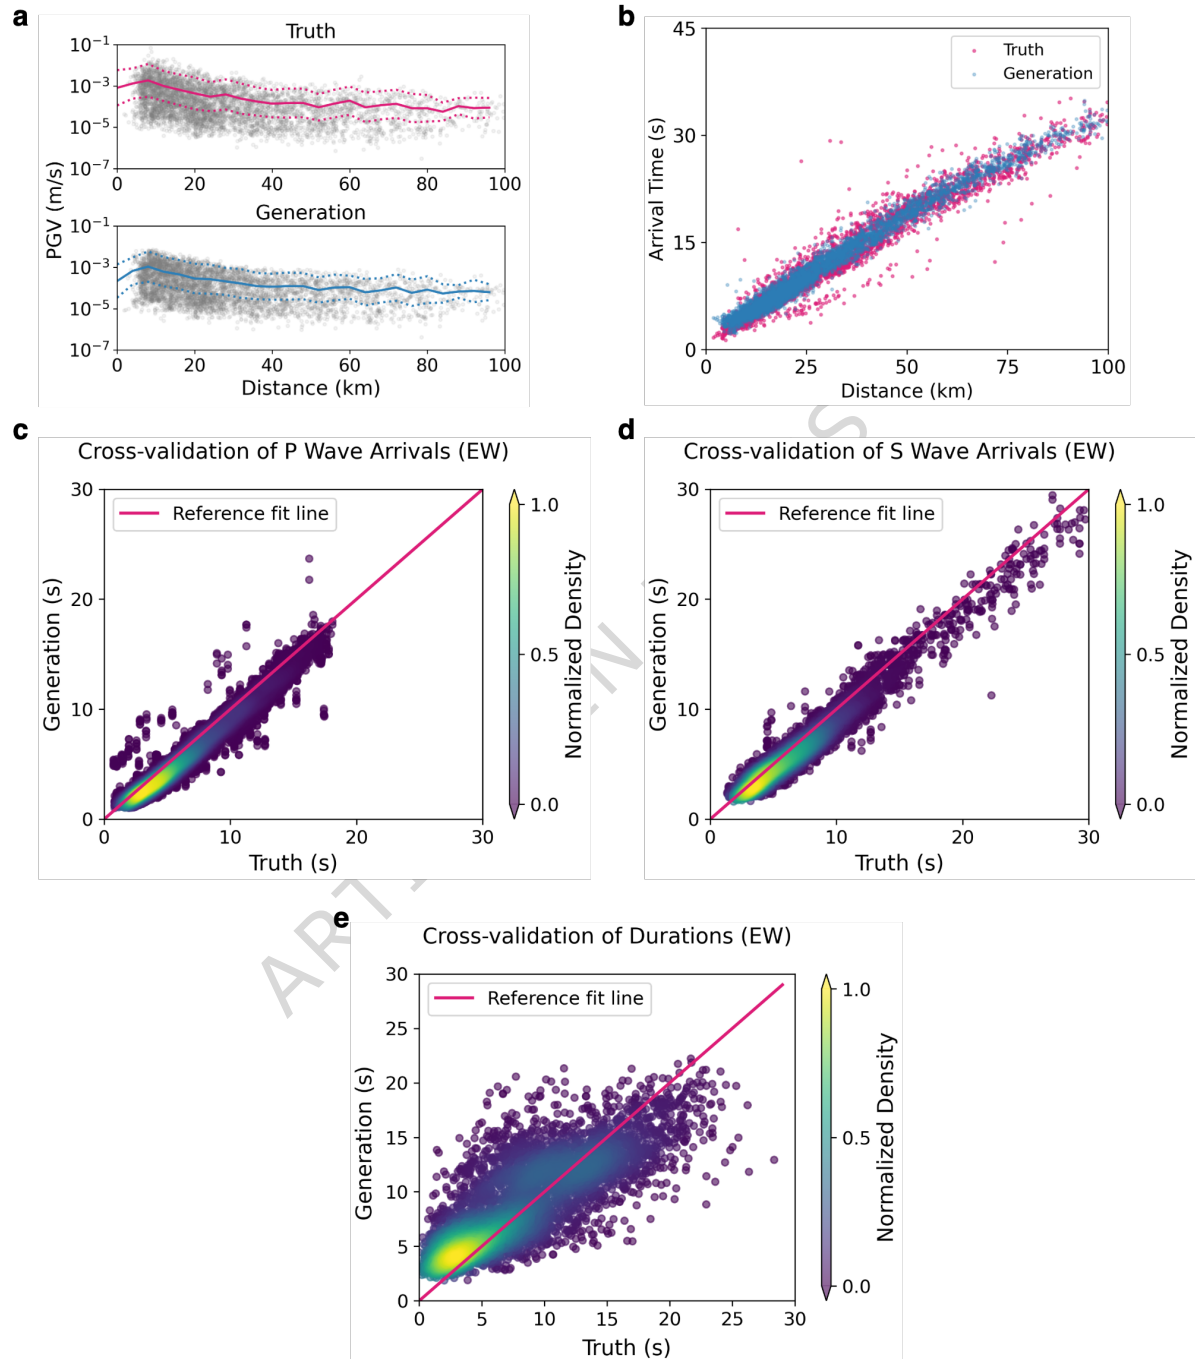 a
Truth
10⁻¹
10⁻³
10⁻⁵
10⁻⁷
0 20 40 60 80 100
Generation
10⁻¹
10⁻³
10⁻⁵
10⁻⁷
0 20 40 60 80 100
PGV (m/s)
Distance (km)
b
45
30
15
0
Truth
Generation
Arrival Time (s)
0 25 50 75 100
Distance (km)
c
Cross-validation of P Wave Arrivals (EW)
30
20
10
0
Reference fit line
Generation (s)
0 10 20 30
Truth (s)
1.0
0.5
0.0
Normalized Density
d
Cross-validation of S Wave Arrivals (EW)
30
20
10
0
Reference fit line
Generation (s)
0 10 20 30
Truth (s)
1.0
0.5
0.0
Normalized Density
e
Cross-validation of Durations (EW)
30
25
20
15
10
5
0
Reference fit line
Generation (s)
0 5 10 15 20 25 30
Truth (s)
1.0
0.5
0.0
Normalized Density